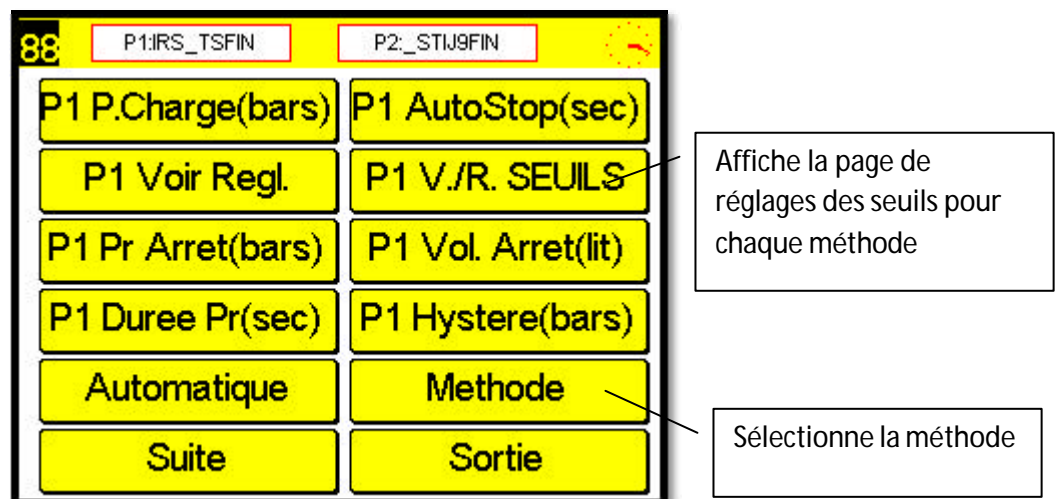 88 P1:IRS_TSFIN P2:_STIJ9FIN
P1 P.Charge(bars) P1 AutoStop(sec)
P1 Voir Regl. P1 V./R. SEUILS
P1 Pr Arret(bars) P1 Vol. Arret(lit)
P1 Duree Pr(sec) P1 Hystere(bars)
Automatique Methode
Suite Sortie
Affiche la page de
réglages des seuils pour
chaque méthode
Sélectionne la méthode